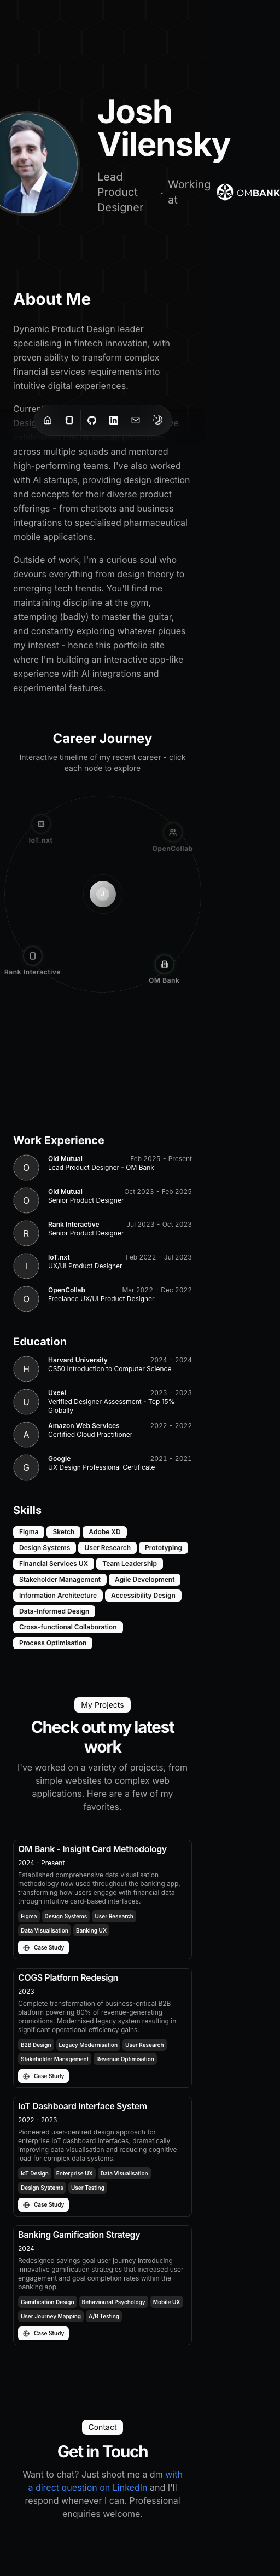 Josh
Vilensky
Lead
Product
Designer
·
Working
at
OMBANK
About Me
Dynamic Product Design leader
specialising in fintech innovation, with
proven ability to transform complex
financial services requirements into
intuitive digital experiences.
across multiple squads and mentored
high-performing teams. I've also worked
with AI startups, providing design direction
and concepts for their diverse product
offerings - from chatbots and business
integrations to specialised pharmaceutical
mobile applications.
Outside of work, I'm a curious soul who
devours everything from design theory to
emerging tech trends. You'll find me
maintaining discipline at the gym,
attempting (badly) to master the guitar,
and constantly exploring whatever piques
my interest - hence this portfolio site
where I'm building an interactive app-like
experience with AI integrations and
experimental features.
Career Journey
Interactive timeline of my recent career - click
each node to explore
IoT.nxt
OpenCollab
Rank Interactive
OM Bank
Work Experience
O
Old Mutual
Feb 2025 - Present
Lead Product Designer - OM Bank
O
Old Mutual
Oct 2023 - Feb 2025
Senior Product Designer
R
Rank Interactive
Jul 2023 - Oct 2023
Senior Product Designer
I
IoT.nxt
Feb 2022 - Jul 2023
UX/UI Product Designer
O
OpenCollab
Mar 2022 - Dec 2022
Freelance UX/UI Product Designer
Education
H
Harvard University
2024 - 2024
CS50 Introduction to Computer Science
U
Uxcel
2023 - 2023
Verified Designer Assessment - Top 15%
Globally
A
Amazon Web Services
2022 - 2022
Certified Cloud Practitioner
G
Google
2021 - 2021
UX Design Professional Certificate
Skills
Figma Sketch Adobe XD
Design Systems User Research Prototyping
Financial Services UX Team Leadership
Stakeholder Management Agile Development
Information Architecture Accessibility Design
Data-Informed Design
Cross-functional Collaboration
Process Optimisation
My Projects
Check out my latest
work
I've worked on a variety of projects, from
simple websites to complex web
applications. Here are a few of my
favorites.
OM Bank - Insight Card Methodology
2024 - Present
Established comprehensive data visualisation
methodology now used throughout the banking app,
transforming how users engage with financial data
through intuitive card-based interfaces.
Figma Design Systems User Research
Data Visualisation Banking UX
Case Study
COGS Platform Redesign
2023
Complete transformation of business-critical B2B
platform powering 80% of revenue-generating
promotions. Modernised legacy system resulting in
significant operational efficiency gains.
B2B Design Legacy Modernisation User Research
Stakeholder Management Revenue Optimisation
Case Study
IoT Dashboard Interface System
2022 - 2023
Pioneered user-centred design approach for
enterprise IoT dashboard interfaces, dramatically
improving data visualisation and reducing cognitive
load for complex data systems.
IoT Design Enterprise UX Data Visualisation
Design Systems User Testing
Case Study
Banking Gamification Strategy
2024
Redesigned savings goal user journey introducing
innovative gamification strategies that increased user
engagement and goal completion rates within the
banking app.
Gamification Design Behavioural Psychology Mobile UX
User Journey Mapping A/B Testing
Case Study
Contact
Get in Touch
Want to chat? Just shoot me a dm with
a direct question on LinkedIn and I'll
respond whenever I can. Professional
enquiries welcome.